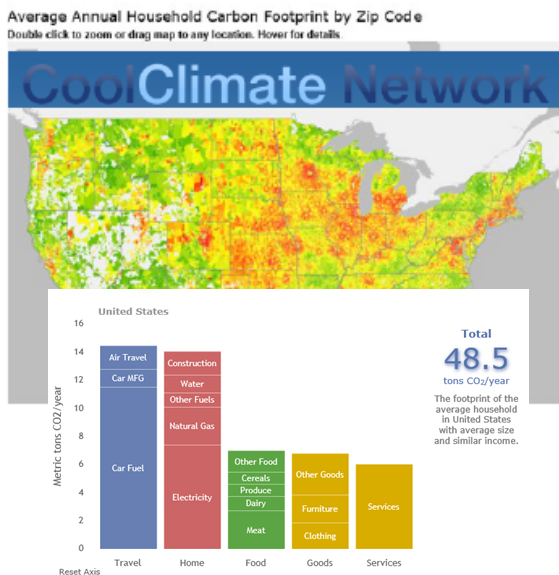 Average Annual Household Carbon Footprint by Zip Code
Double click to zoom or drag map to any location. Hover for details.
CoolClimate Network
United States
Metric tons CO2/year
16
14
12
10
8
6
4
2
0
Air Travel
Car MFG
Car Fuel
Construction
Water
Other Fuels
Natural Gas
Electricity
Other Food
Cereals
Produce
Dairy
Meat
Other Goods
Furniture
Clothing
Services
Travel
Home
Food
Goods
Services
Reset Axis
Total
48.5
tons CO₂/year
The footprint of the
average household
in United States
with average size
and similar income.